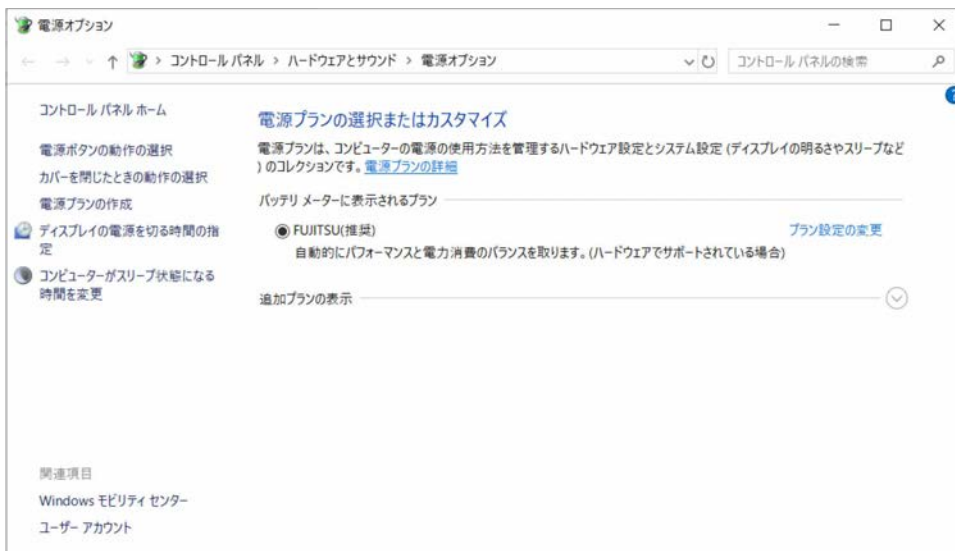 電源オプション
コントロール パネル › ハードウェアとサウンド › 電源オプション
コントロール パネルの検索
コントロール パネル ホーム
電源ボタンの動作の選択
カバーを閉じたときの動作の選択
電源プランの作成
ディスプレイの電源を切る時間の指
定
コンピューターがスリープ状態になる
時間を変更
電源プランの選択またはカスタマイズ
電源プランは、コンピューターの電源の使用方法を管理するハードウェア設定とシステム設定 (ディスプレイの明るさやスリープなど
) のコレクションです。電源プランの詳細
バッテリ メーターに表示されるプラン
FUJITSU(推奨)
プラン設定の変更
自動的にパフォーマンスと電力消費のバランスを取ります。(ハードウェアでサポートされている場合)
追加プランの表示
関連項目
Windows モビリティ センター
ユーザー アカウント